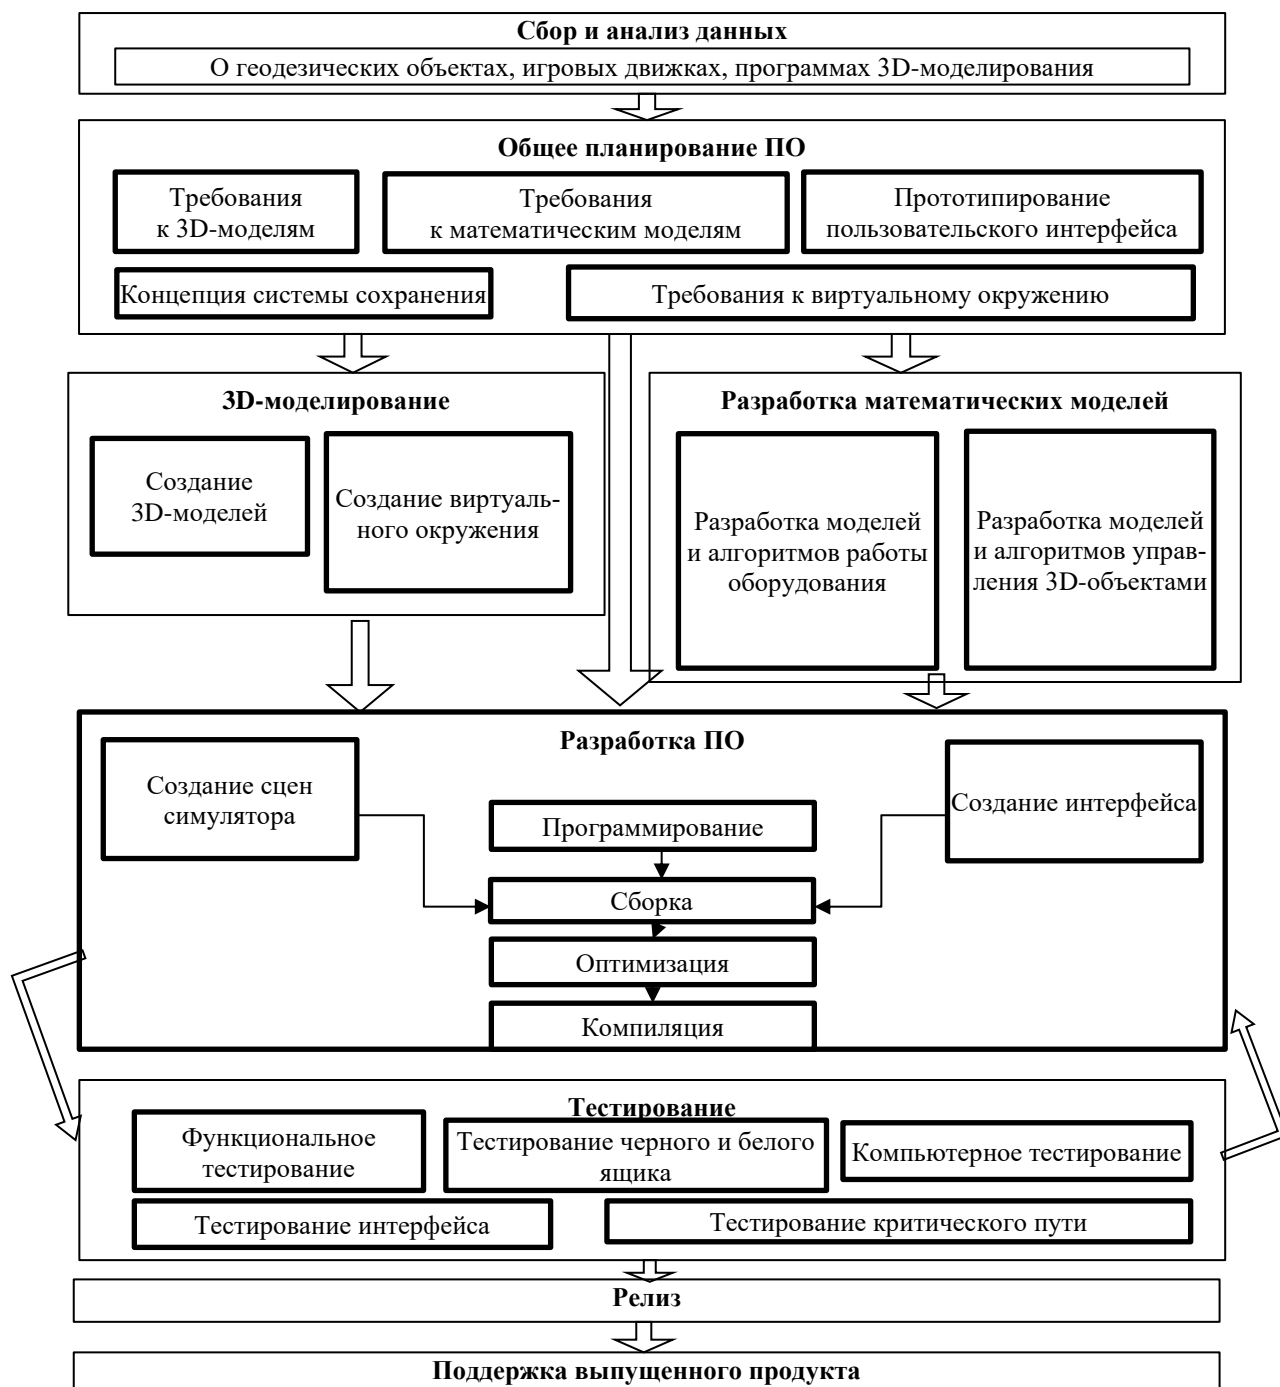 Сбор и анализ данных
О геодезических объектах, игровых движках, программах 3D-моделирования
Общее планирование ПО
Требования
к 3D-моделям
Требования
к математическим моделям
Прототипирование
пользовательского интерфейса
Концепция системы сохранения
Требования к виртуальному окружению
3D-моделирование
Создание
3D-моделей
Создание виртуаль-
ного окружения
Разработка математических моделей
Разработка моделей
и алгоритмов работы
оборудования
Разработка моделей
и алгоритмов управ-
ления 3D-объектами
Разработка ПО
Создание сцен
симулятора
Программирование
Создание интерфейса
Сборка
Оптимизация
Компиляция
Тестирование
Функциональное
тестирование
Тестирование черного и белого
ящика
Компьютерное тестирование
Тестирование интерфейса
Тестирование критического пути
Релиз
Поддержка выпущенного продукта